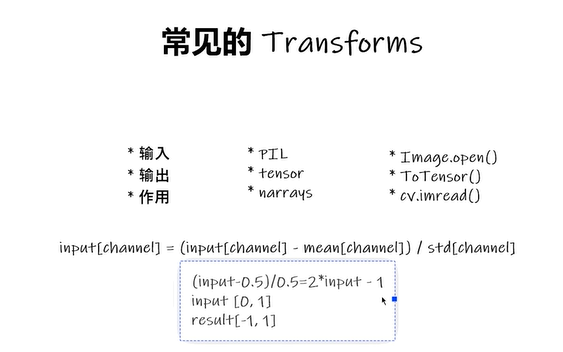 常见的 Transforms
* 输入
* 输出
* 作用
* PIL
* tensor
* narrays
* Image.open()
* ToTensor()
* cv.imread()
input[channel] = (input[channel] - mean[channel]) / std[channel]
(input-0.5)/0.5=2*input - 1
input [0, 1]
result[-1, 1]